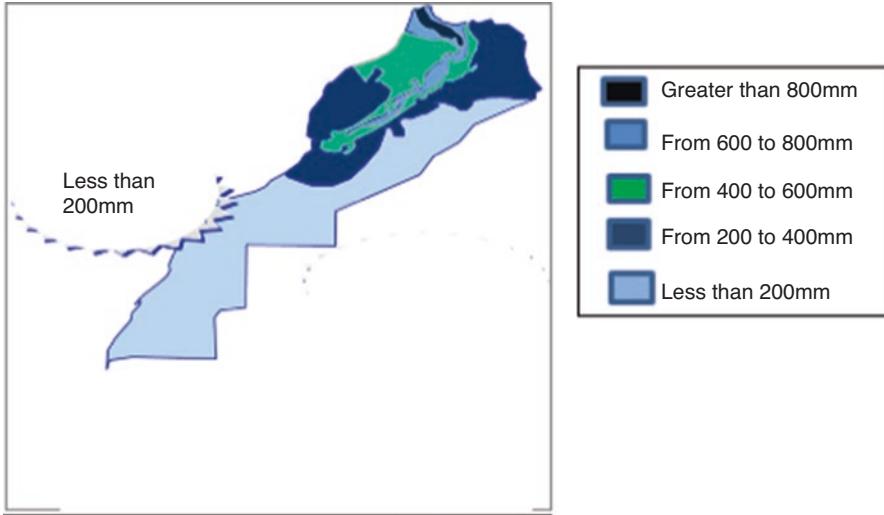 Less than
200mm
Greater than 800mm
From 600 to 800mm
From 400 to 600mm
From 200 to 400mm
Less than 200mm